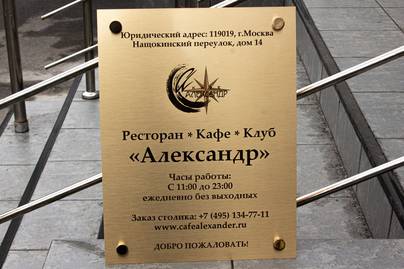 Юридический адрес: 119019, г.Москва
Нащокинский переулок, дом 14
АЛЕКСАНДР
Ресторан * Кафе * Клуб
«Александр»
Часы работы:
С 11:00 до 23:00
ежедневно без выходных
Заказ столика: +7 (495) 134-77-11
www.cafealexander.ru
ДОБРО ПОЖАЛОВАТЬ!